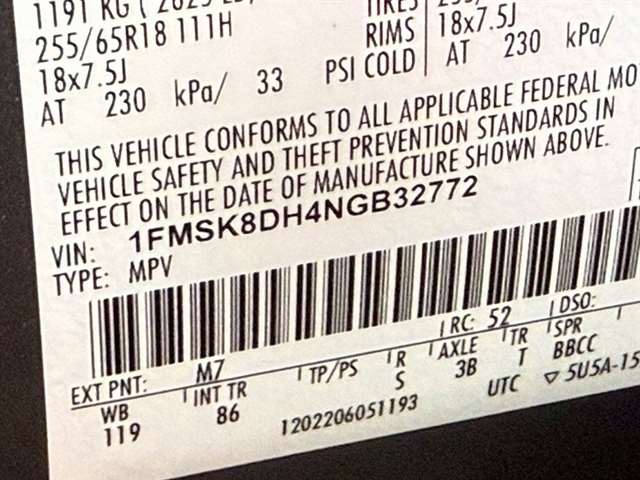 1191 KG ( 2625 LB
TIRES 255/
255/65R18 111H RIMS 18x7.5J
18x7.5J
AT 230 kPa/ 33 PSI COLD AT 230 kPa/
THIS VEHICLE CONFORMS TO ALL APPLICABLE FEDERAL MO
VEHICLE SAFETY AND THEFT PREVENTION STANDARDS IN
EFFECT ON THE DATE OF MANUFACTURE SHOWN ABOVE.
VIN: 1FMSK8DH4NGB32772
TYPE: MPV
RC: 52 DSO:
EXT PNT: M7
WB INT TR TP/PS R AXLE TR SPR
119 86 S 3B T BBCC
1202206051193 UTC ▽ 5U5A-15